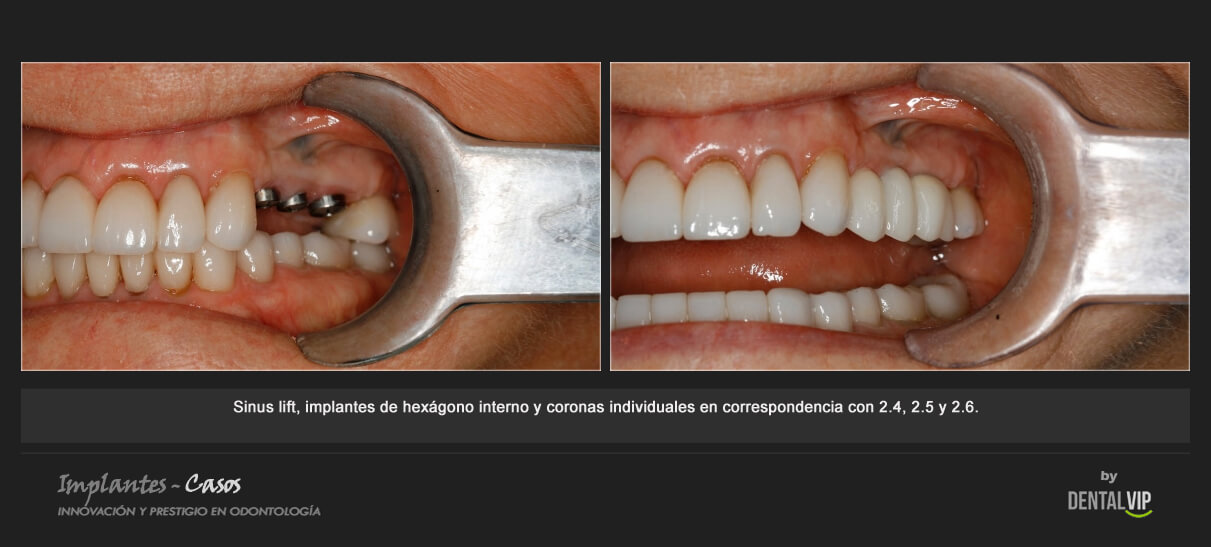 Sinus lift, implantes de hexágono interno y coronas individuales en correspondencia con 2.4, 2.5 y 2.6.
Implantes - Casos
INNOVACIÓN Y PRESTIGIO EN ODONTOLOGÍA
by
DENTALVIP